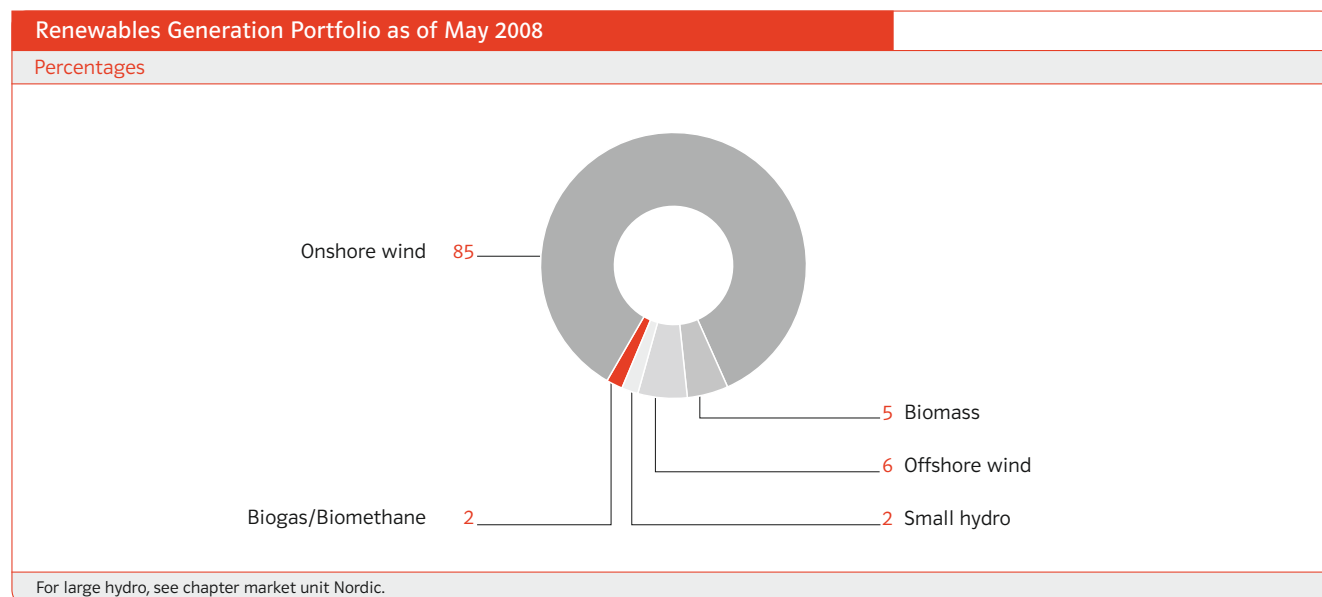 Renewables Generation Portfolio as of May 2008
Percentages
Onshore wind 85
5 Biomass
6 Offshore wind
Biogas/Biomethane 2
2 Small hydro
For large hydro, see chapter market unit Nordic.